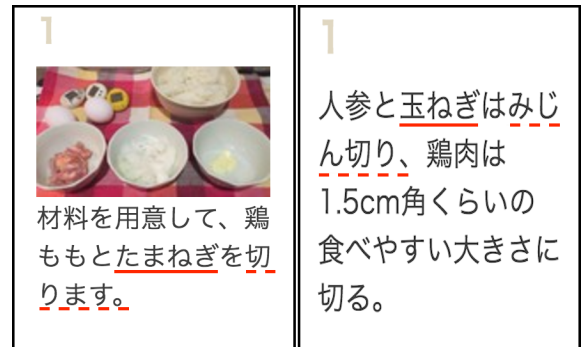 1
材料を用意して、鶏
ももとたまねぎを切
ります。
1
人参と玉ねぎはみじ
ん切り、鶏肉は
1.5cm角くらいの
食べやすい大きさに
切る。